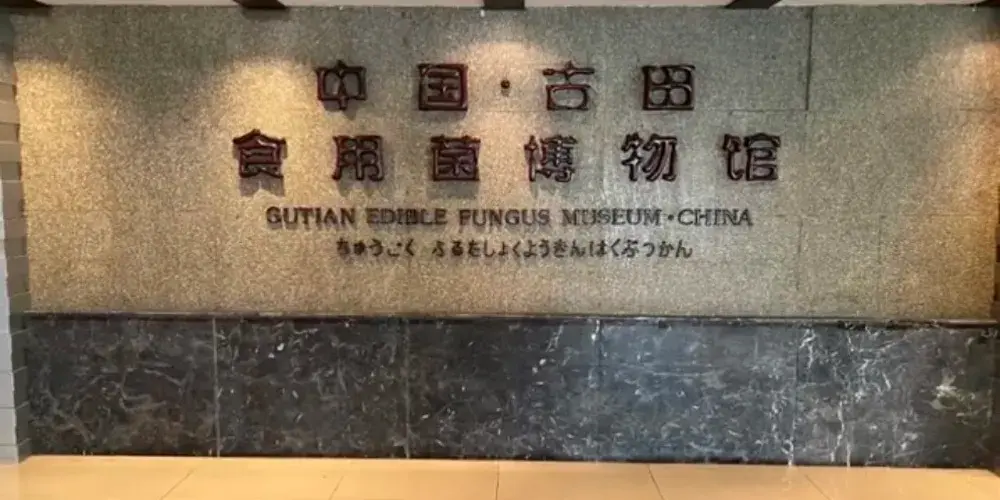 中国·古田
食用菌博物馆
GUTIAN EDIBLE FUNGUS MUSEUM·CHINA
ちゅうごく ふるたしょくようきんはくぶつかん